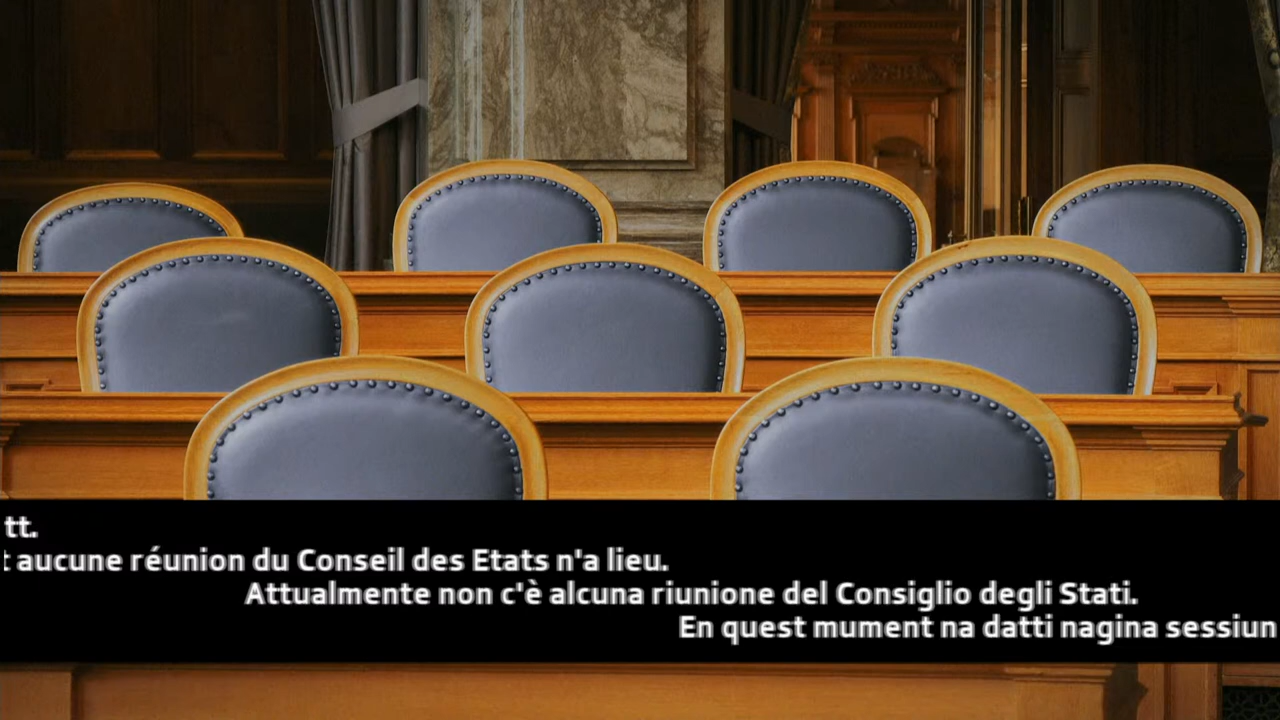 tt.
aucune réunion du Conseil des Etats n'a lieu.
Attualmente non c'è alcuna riunione del Consiglio degli Stati.
En quest mument na datti nagina sessiun